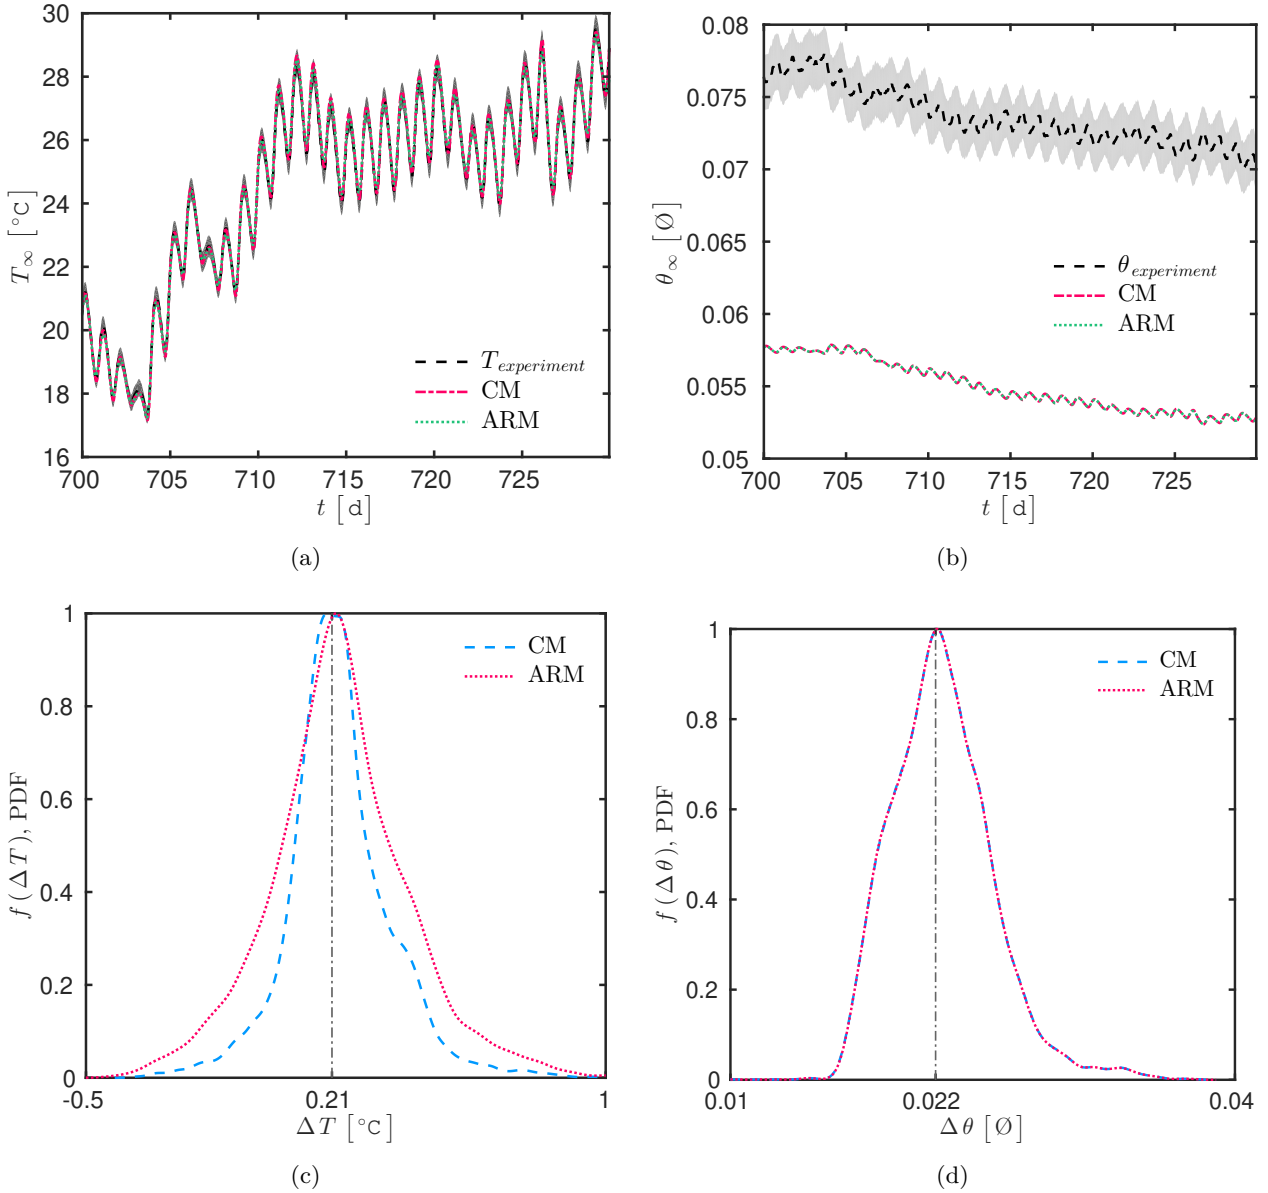 30
28
26
24
22
20
18
16
700
705
710
715
720
725
T∞ [°C]
t [d]
T experiment
CM
ARM
(a)
0.08
0.075
0.07
0.065
0.06
0.055
0.05
700
705
710
715
720
725
θ∞ [Ø]
t [d]
θ experiment
CM
ARM
(b)
1
0.8
0.6
0.4
0.2
0
-0.5
0.21
1
f (ΔT), PDF
ΔT [°C]
CM
ARM
(c)
1
0.8
0.6
0.4
0.2
0
0.01
0.022
0.04
f (Δθ), PDF
Δθ [Ø]
CM
ARM
(d)